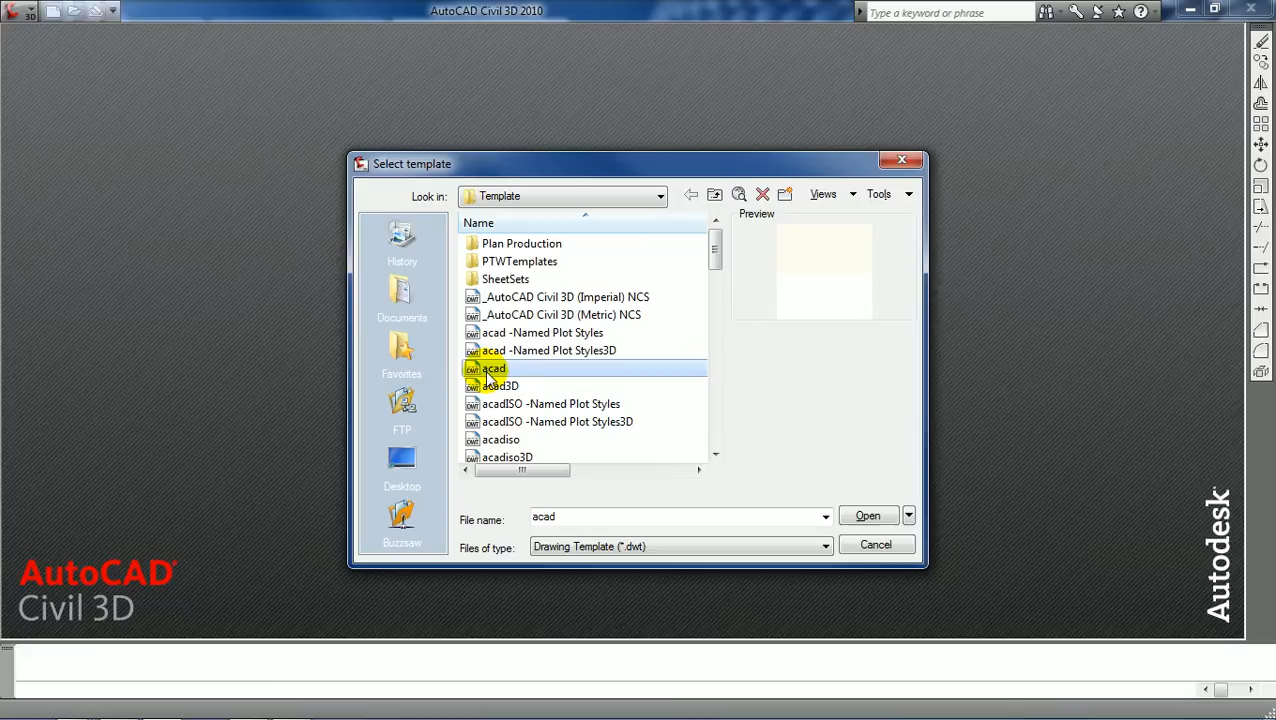 3D
AutoCAD Civil 3D 2010
Type a keyword or phrase
Select template
Look in:
Template
Views
Tools
Name
Preview
Plan Production
PTWTemplates
SheetSets
_AutoCAD Civil 3D (Imperial) NCS
_AutoCAD Civil 3D (Metric) NCS
acad -Named Plot Styles
acad -Named Plot Styles3D
acad
acad3D
acadISO -Named Plot Styles
acadISO -Named Plot Styles3D
acadiso
acadiso3D
History
Documents
Favorites
FTP
Desktop
Buzzsaw
File name:
acad
Open
Files of type:
Drawing Template (*.dwt)
Cancel
AutoCAD
Civil 3D
Autodesk